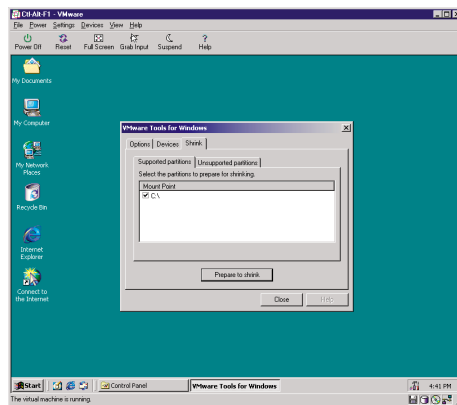 Ctl-Alt-F1 - VMware
File Power Settings Devices View Help
Power Off Reset Full Screen Grab Input Suspend Help
My Documents
My Computer
VMware Tools for Windows
Options Devices Shrink
Supported partitions Unsupported partitions
Select the partitions to prepare for shrinking.
Mount Point
C:\
My Network
Places
Recycle Bin
Internet
Explorer
Prepare to shrink
Connect to
the Internet
Close Help
Start Control Panel VMware Tools for Windows 4:41 PM
The virtual machine is running.